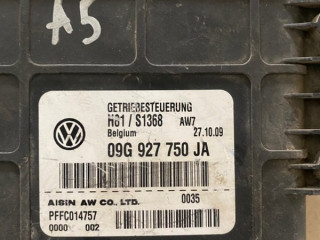 A5
GETRIEBESTEUERUNG
H81 / S1368 AW7
Belgium 27.10.09
09G 927 750 JA
AISIN AW CO., LTD. 0035
PFFC014757
0000 002